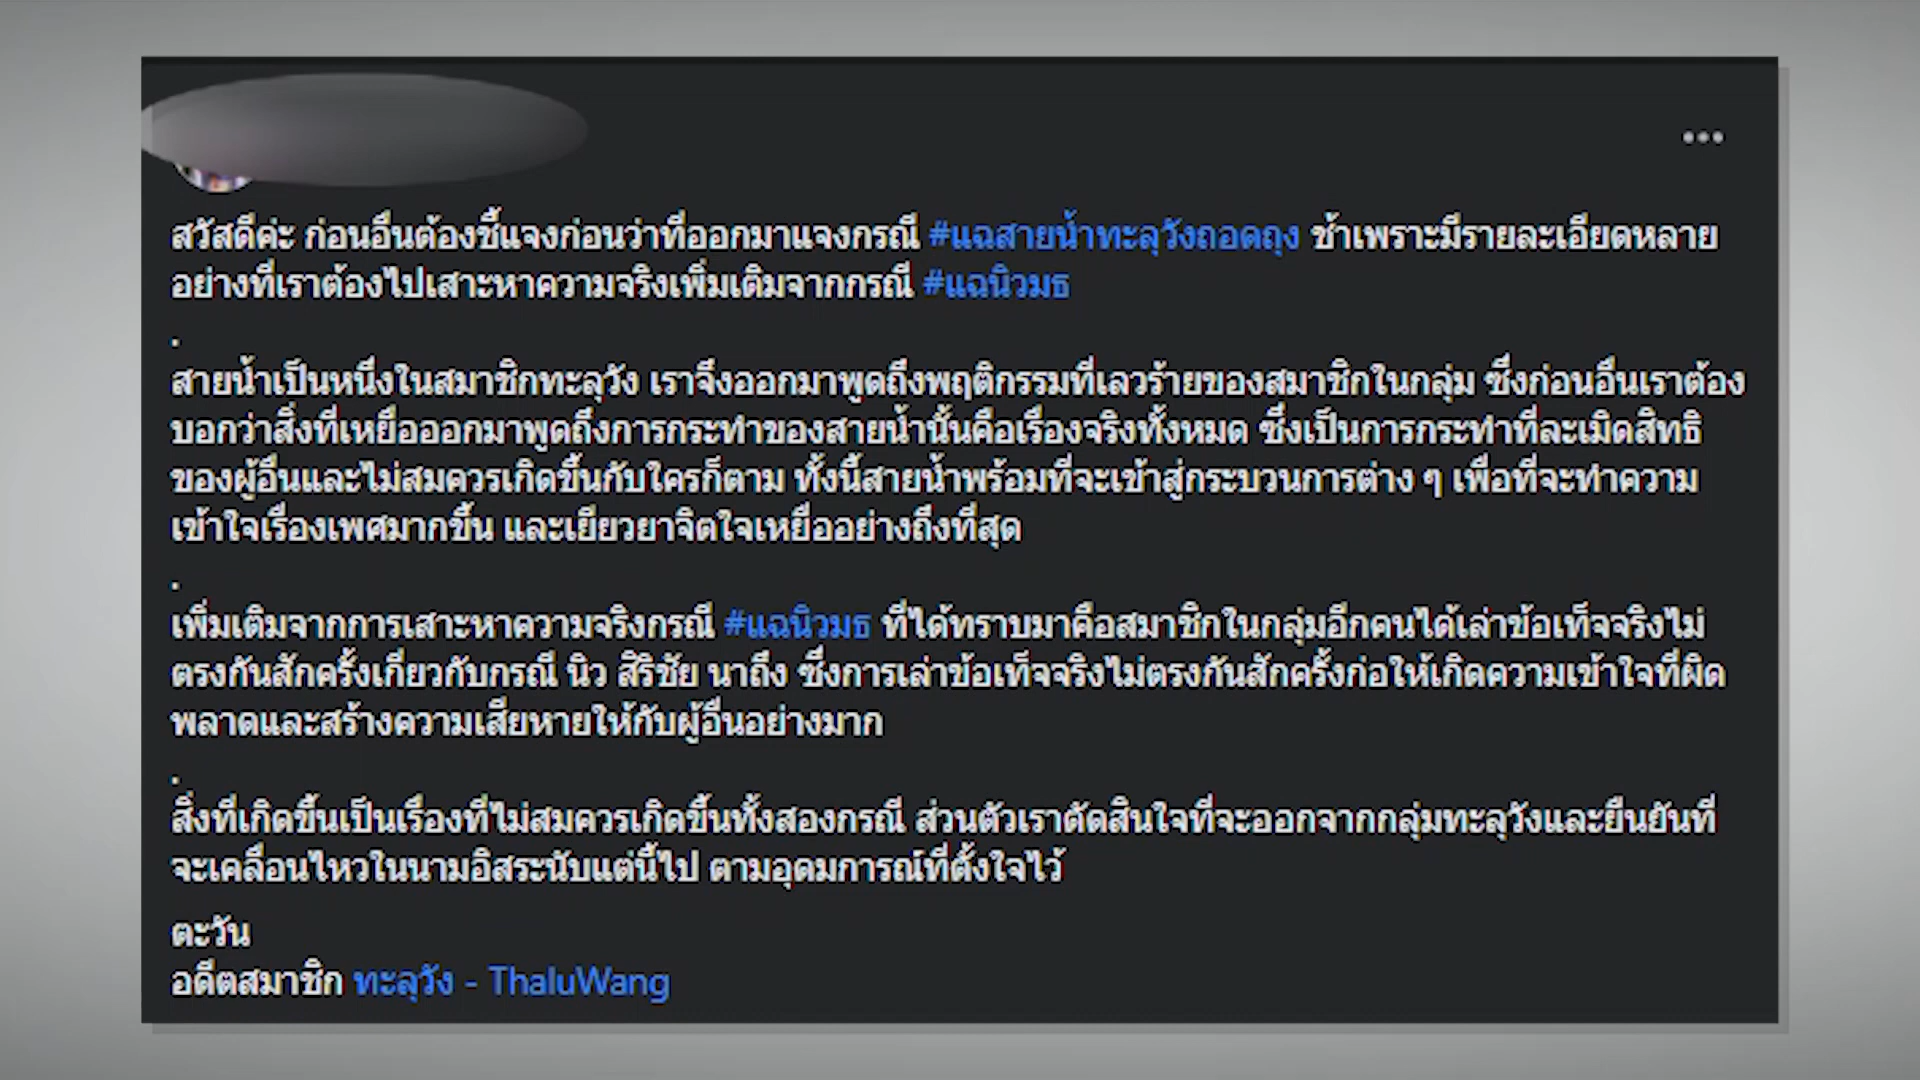 สวัสดีค่ะ ก่อนอื่นต้องชี้แจงก่อนว่าที่ออกมาแจงกรณี #แฉสายน้ำทะลุวังถอดถุง ช้าเพราะมีรายละเอียดหลาย
อย่างที่เราต้องไปเสาะหาความจริงเพิ่มเติมจากกรณี #แฉนิวมธ
.
สายน้ำเป็นหนึ่งในสมาชิกทะลุวัง เราจึงออกมาพูดถึงพฤติกรรมที่เลวร้ายของสมาชิกในกลุ่ม ซึ่งก่อนอื่นเราต้อง
บอกว่าสิ่งที่เหยื่อออกมาพูดถึงการกระทำของสายน้ำนั้นคือเรื่องจริงทั้งหมด ซึ่งเป็นการกระทำที่ละเมิดสิทธิ
ของผู้อื่นและไม่สมควรเกิดขึ้นกับใครก็ตาม ทั้งนี้สายน้ำพร้อมที่จะเข้าสู่กระบวนการต่าง ๆ เพื่อที่จะทำความ
เข้าใจเรื่องเพศมากขึ้น และเยียวยาจิตใจเหยื่ออย่างถึงที่สุด
.
เพิ่มเติมจากการเสาะหาความจริงกรณี #แฉนิวมธ ที่ได้ทราบมาคือสมาชิกในกลุ่มอีกคนได้เล่าข้อเท็จจริงไม่
ตรงกันสักครั้งเกี่ยวกับกรณี นิว สิริชัย นาถึง ซึ่งการเล่าข้อเท็จจริงไม่ตรงกันสักครั้งก่อให้เกิดความเข้าใจที่ผิด
พลาดและสร้างความเสียหายให้กับผู้อื่นอย่างมาก
.
สิ่งที่เกิดขึ้นเป็นเรื่องที่ไม่สมควรเกิดขึ้นทั้งสองกรณี ส่วนตัวเราตัดสินใจที่จะออกจากกลุ่มทะลุวังและยืนยันที่
จะเคลื่อนไหวในนามอิสระนับแต่นี้ไป ตามอุดมการณ์ที่ตั้งใจไว้
ตะวัน
อดีตสมาชิก ทะลุวัง - ThaluWang